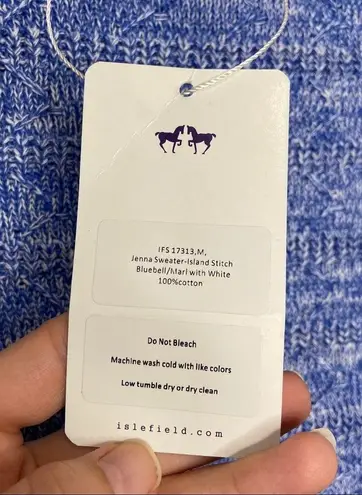 IFS 17313,M,
Jenna Sweater-Island Stitch
Bluebell/Marl with White
100%cotton
Do Not Bleach
Machine wash cold with like colors
Low tumble dry or dry clean
islefield.com